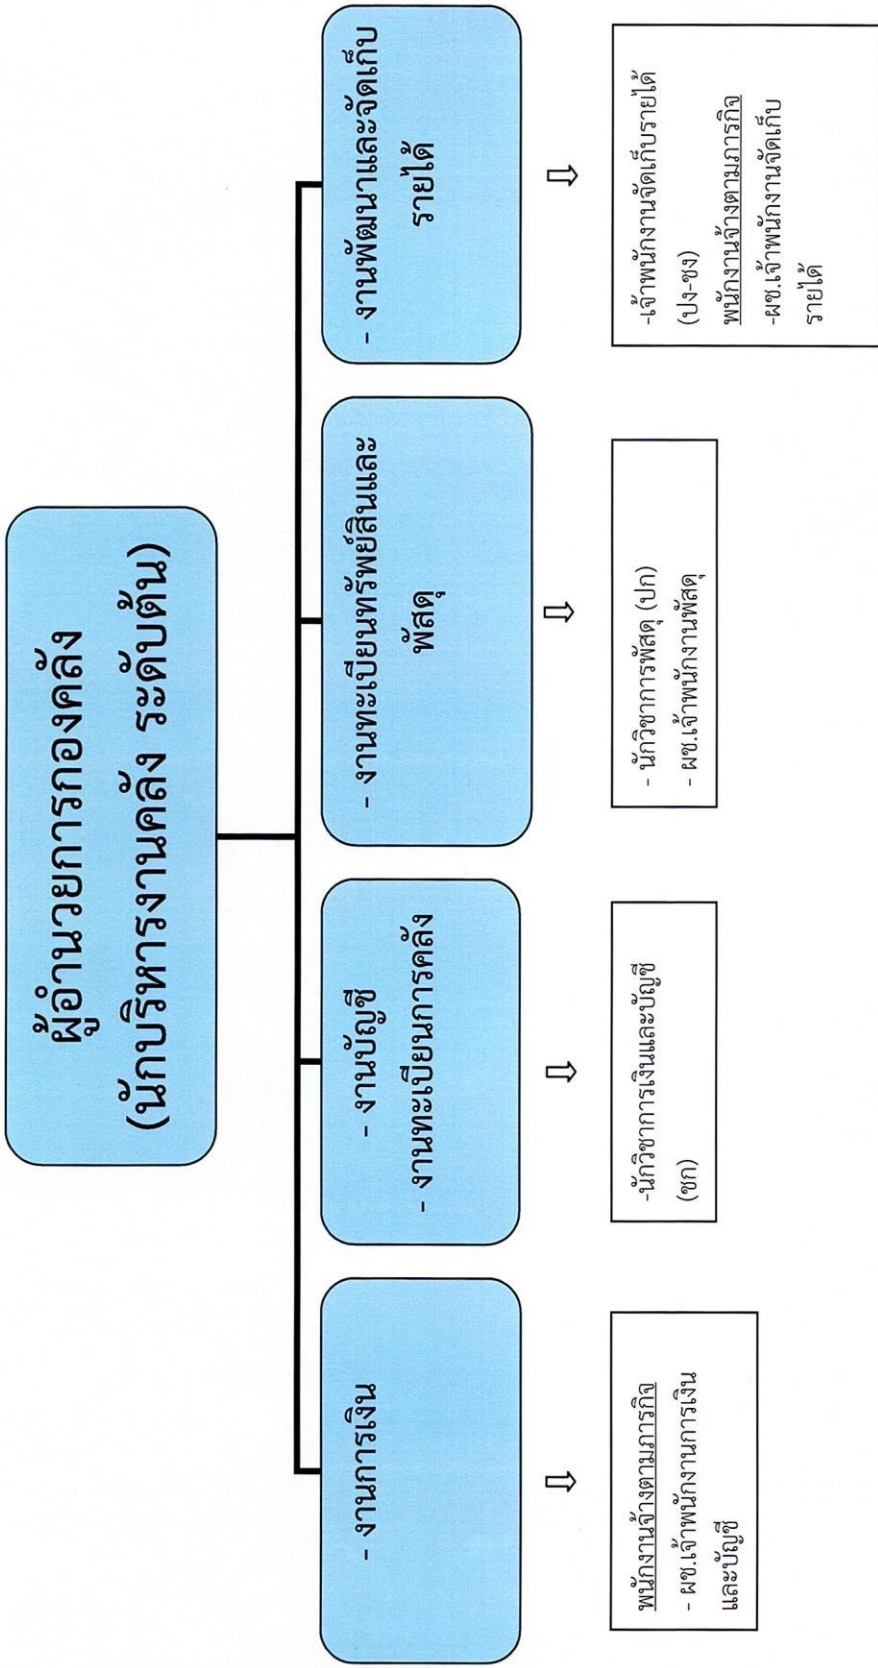 ผู้อำนวยการกองคลัง
(นักบริหารงานคลัง ระดับต้น)
- งานการเงิน
- งานบัญชี
- งานทะเบียนการคลัง
- งานทะเบียนทรัพย์สินและ
พัสดุ
- งานพัฒนาและจัดเก็บ
รายได้
พนักงานจ้างตามภารกิจ
- ผช.เจ้าพนักงานการเงิน
และบัญชี
-นักวิชาการเงินและบัญชี
(ชก)
- นักวิชาการพัสดุ (ปก)
- ผช.เจ้าพนักงานพัสดุ
-เจ้าพนักงานจัดเก็บรายได้
(ปง-ชง)
พนักงานจ้างตามภารกิจ
-ผช.เจ้าพนักงานจัดเก็บ
รายได้